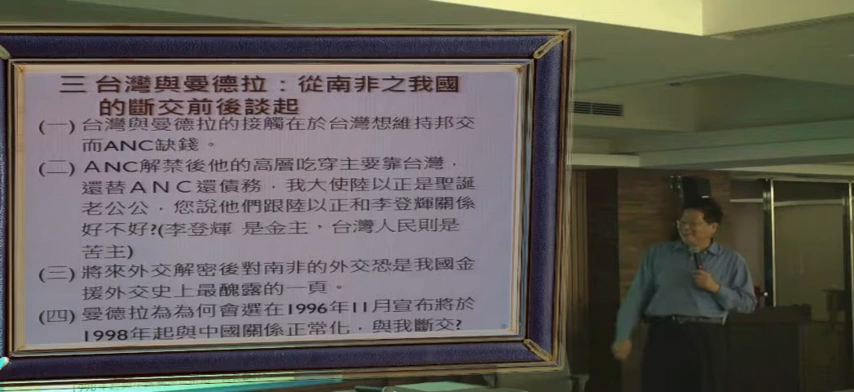 三 台灣與曼德拉：從南非之我國
的斷交前後談起
(一) 台灣與曼德拉的接觸在於台灣想維持邦交
而ANC缺錢。
(二) ANC解禁後他的高層吃穿主要靠台灣，
還替ANC還債務，我大使陸以正是聖誕
老公公，您說他們跟陸以正和李登輝關係
好不好?(李登輝 是金主，台灣人民則是
苦主)
(三) 將來外交解密後對南非的外交恐是我國金
援外交史上最醜露的一頁。
(四) 曼德拉為為何會選在1996年11月宣布將於
1998年起與中國關係正常化，與我斷交?